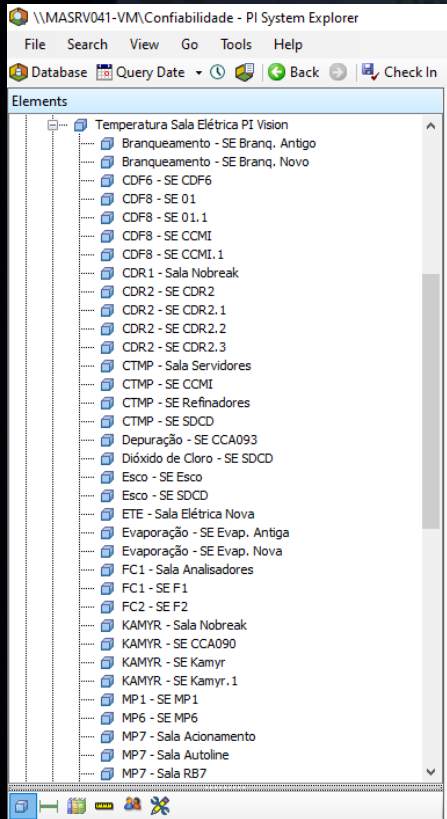 \\MASRV041-VM\Confiabilidade - PI System Explorer
File Search View Go Tools Help
Database Query Date Back Check In
Elements
Temperatura Sala Elétrica PI Vision
Branqueamento - SE Branq. Antigo
Branqueamento - SE Branq. Novo
CDF6 - SE CDF6
CDF8 - SE 01
CDF8 - SE 01.1
CDF8 - SE CCMI
CDF8 - SE CCMI.1
CDR1 - Sala Nobreak
CDR2 - SE CDR2
CDR2 - SE CDR2.1
CDR2 - SE CDR2.2
CDR2 - SE CDR2.3
CTMP - Sala Servidores
CTMP - SE CCMI
CTMP - SE Refinadores
CTMP - SE SDCD
Depuração - SE CCA093
Dióxido de Cloro - SE SDCD
Esco - SE Esco
Esco - SE SDCD
ETE - Sala Elétrica Nova
Evaporação - SE Evap. Antiga
Evaporação - SE Evap. Nova
FC1 - Sala Analisadores
FC1 - SE F1
FC2 - SE F2
KAMYR - Sala Nobreak
KAMYR - SE CCA090
KAMYR - SE Kamyr
KAMYR - SE Kamyr.1
MP1 - SE MP1
MP6 - SE MP6
MP7 - Sala Acionamento
MP7 - Sala Autoline
MP7 - Sala RB7